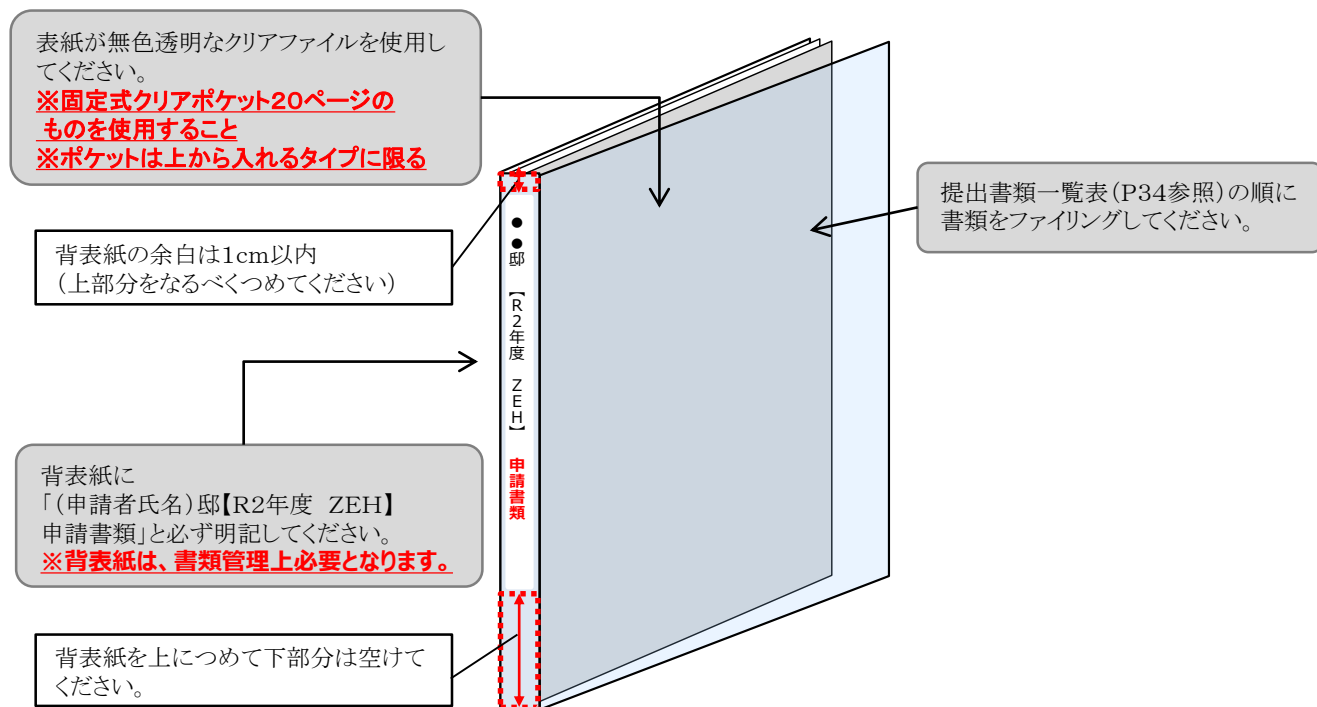 表紙が無色透明なクリアファイルを使用し
てください。
※固定式クリアポケット20ページの
ものを使用すること
※ポケットは上から入れるタイプに限る
背表紙の余白は1cm以内
(上部分をなるべくつめてください)
提出書類一覧表(P34参照)の順に
書類をファイリングしてください。
●●邸 【R2年度 ZEH】 申請書類
背表紙に
「(申請者氏名)邸【R2年度 ZEH】
申請書類」と必ず明記してください。
※背表紙は、書類管理上必要となります。
背表紙を上につめて下部分は空けて
ください。